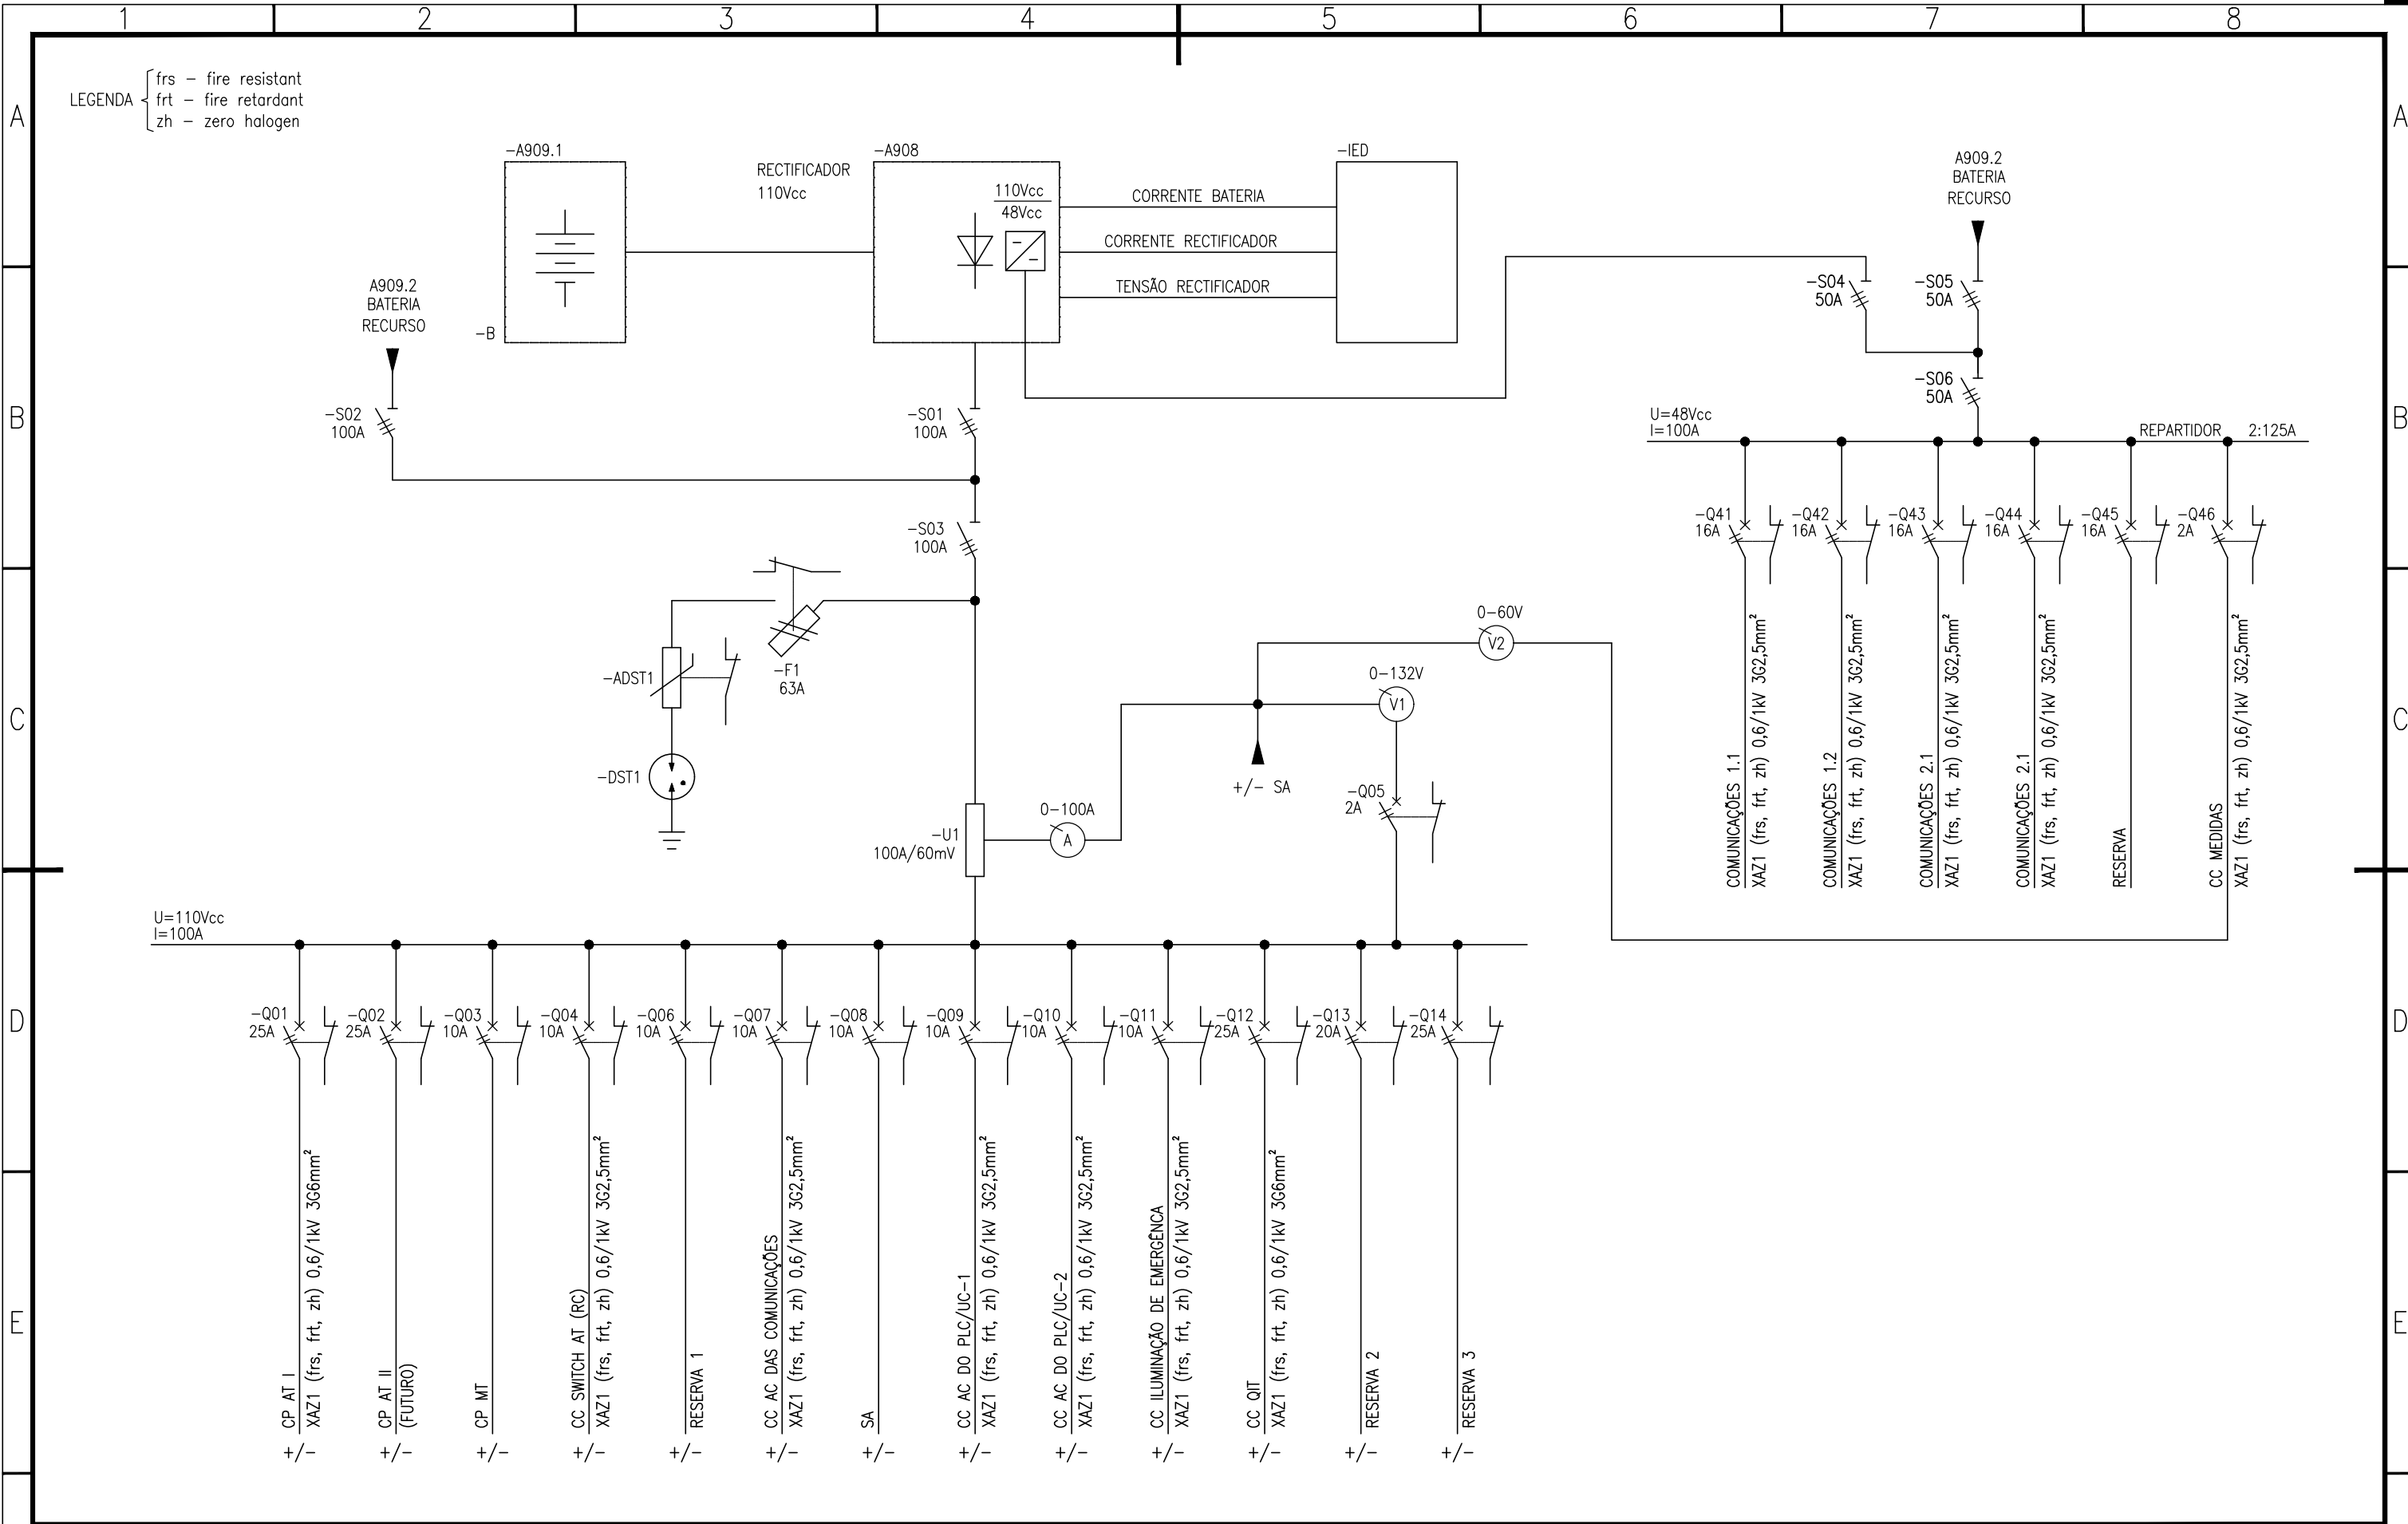 1 2 3 4 5 6 7 8
A
A
B
B
C
C
D
D
E
E
LEGENDA
frs – fire resistant
frt – fire retardant
zh – zero halogen
–A909.1
–B
RECTIFICADOR
110Vcc
–A908
110Vcc
48Vcc
CORRENTE BATERIA
CORRENTE RECTIFICADOR
TENSÃO RECTIFICADOR
–IED
A909.2
BATERIA
RECURSO
A909.2
BATERIA
RECURSO
–S04
50A
–S05
50A
–S06
50A
–S02
100A
–S01
100A
–S03
100A
U=48Vcc
I=100A
REPARTIDOR 2:125A
–Q41
16A
–Q42
16A
–Q43
16A
–Q44
16A
–Q45
16A
–Q46
2A
COMUNICAÇÕES 1.1
XAZ1 (frs, frt, zh) 0,6/1kV 3G2,5mm²
COMUNICAÇÕES 1.2
XAZ1 (frs, frt, zh) 0,6/1kV 3G2,5mm²
COMUNICAÇÕES 2.1
XAZ1 (frs, frt, zh) 0,6/1kV 3G2,5mm²
COMUNICAÇÕES 2.1
XAZ1 (frs, frt, zh) 0,6/1kV 3G2,5mm²
RESERVA
CC MEDIDAS
XAZ1 (frs, frt, zh) 0,6/1kV 3G2,5mm²
–F1
63A
–ADST1
–DST1
0–60V
V2
0–132V
V1
+/– SA
–Q05
2A
0–100A
A
–U1
100A/60mV
U=110Vcc
I=100A
–Q01
25A
–Q02
25A
–Q03
10A
–Q04
10A
–Q06
10A
–Q07
10A
–Q08
10A
–Q09
10A
–Q10
10A
–Q11
10A
–Q12
25A
–Q13
20A
–Q14
25A
CP AT I
XAZ1 (frs, frt, zh) 0,6/1kV 3G6mm²
CP AT II
(FUTURO)
CP MT
CC SWITCH AT (RC)
XAZ1 (frs, frt, zh) 0,6/1kV 3G2,5mm²
RESERVA 1
CC AC DAS COMUNICAÇÕES
XAZ1 (frs, frt, zh) 0,6/1kV 3G2,5mm²
SA
CC AC DO PLC/UC–1
XAZ1 (frs, frt, zh) 0,6/1kV 3G2,5mm²
CC AC DO PLC/UC–2
XAZ1 (frs, frt, zh) 0,6/1kV 3G2,5mm²
CC ILUMINAÇÃO DE EMERGÊNCA
XAZ1 (frs, frt, zh) 0,6/1kV 3G2,5mm²
CC QIT
XAZ1 (frs, frt, zh) 0,6/1kV 3G6mm²
RESERVA 2
RESERVA 3
+/– +/– +/– +/– +/– +/– +/– +/– +/– +/– +/– +/– +/–